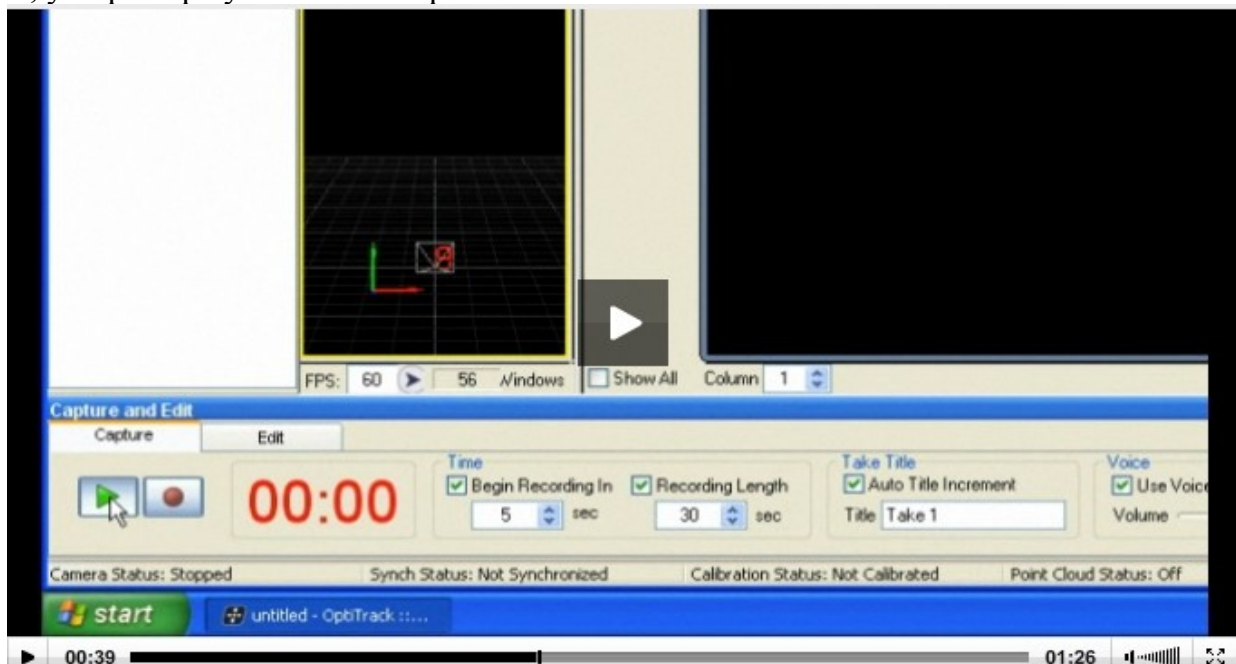 FPS: 60 56 Windows Show All Column 1
Capture and Edit
Capture Edit
Time Take Title Voice
Begin Recording In Recording Length Auto Title Increment Use Voice
00:00
5 sec 30 sec Title Take 1 Volume
Camera Status: Stopped Synch Status: Not Synchronized Calibration Status: Not Calibrated Point Cloud Status: Off
start untitled - OptiTrack ::...
00:39 01:26